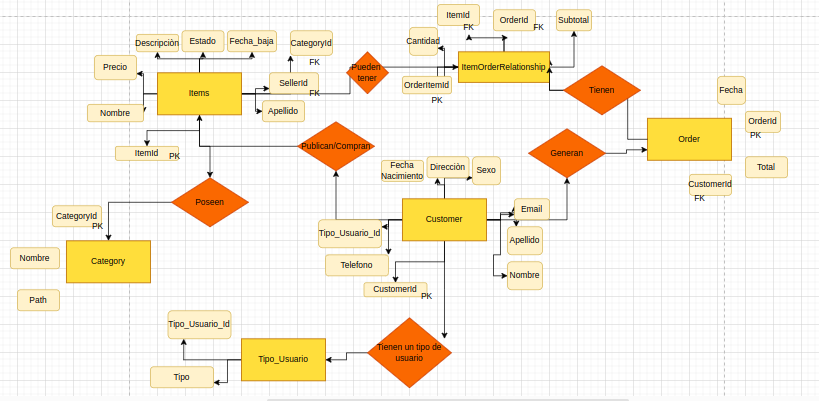 ItemId
FK
OrderId
FK
Subtotal
Descripciòn
Estado
Fecha_baja
CategoryId
FK
Cantidad
Precio
Pueden
tener
ItemOrderRelationship
Items
SellerId
FK
OrderItemId
PK
Tienen
Fecha
Nombre
Apellido
OrderId
PK
ItemId
PK
Publican/Compran
Generan
Order
Total
Fecha
Nacimiento
Direcciòn
Sexo
CustomerId
FK
Poseen
CategoryId
PK
Customer
Email
Tipo_Usuario_Id
Apellido
Nombre
Category
Telefono
Nombre
CustomerId
PK
Path
Tipo_Usuario_Id
Tipo_Usuario
Tienen un tipo de
usuario
Tipo